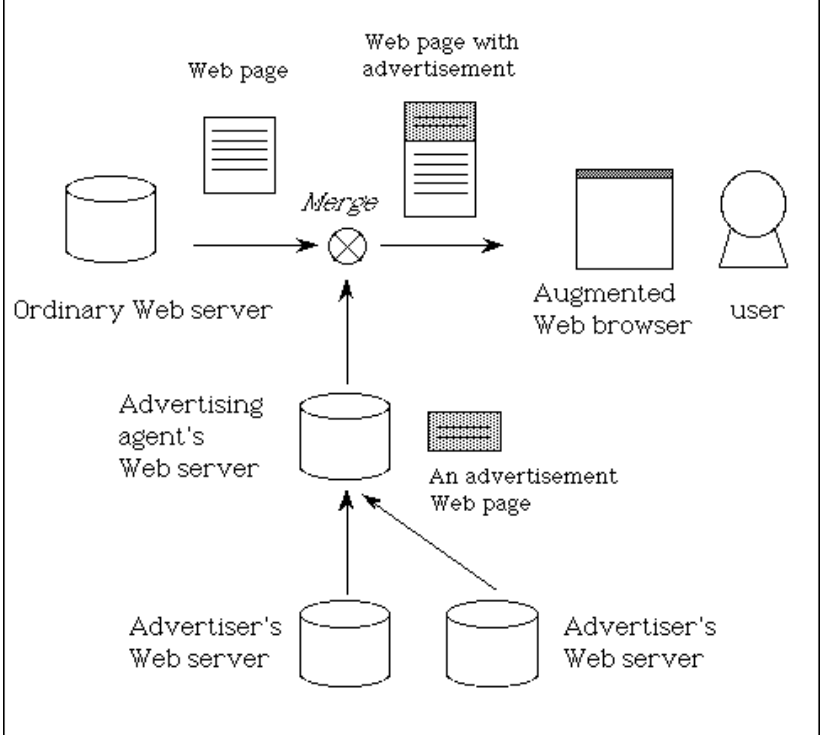 Web page
Web page with
advertisement
Merge
Ordinary Web server
Augmented
Web browser
user
Advertising
agent's
Web server
An advertisement
Web page
Advertiser's
Web server
Advertiser's
Web server